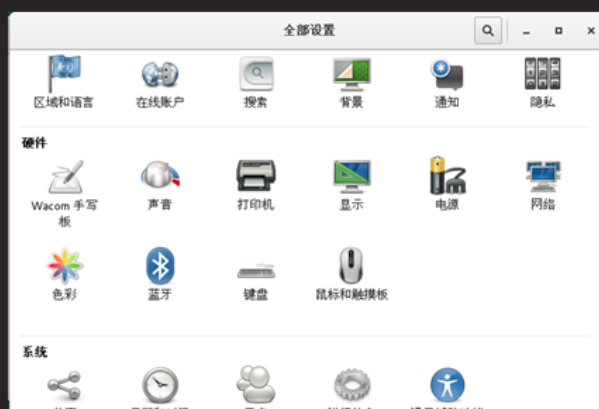 全部设置
区域和语言 在线账户 搜索 背景 通知 隐私
硬件
Wacom 手写板 声音 打印机 显示 电源 网络
色彩 蓝牙 键盘 鼠标和触摸板
系统